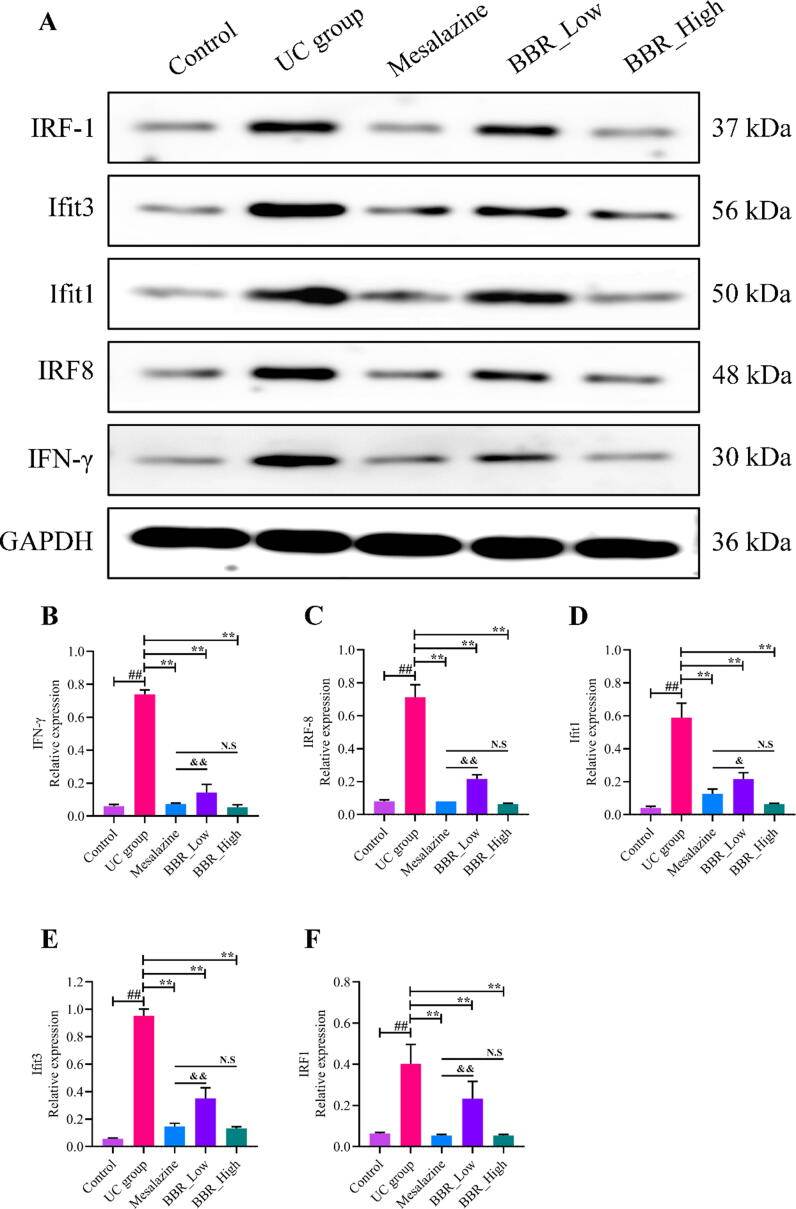 A
Control
UC group
Mesalazine
BBR_Low
BBR_High
IRF-1
37 kDa
Ifit3
56 kDa
Ifit1
50 kDa
IRF8
48 kDa
IFN-γ
30 kDa
GAPDH
36 kDa
B
IFN-γ
Relative expression
1.0
0.8
0.6
0.4
0.2
0.0
**
**
**
##
N.S
&&
Control
UC group
Mesalazine
BBR_Low
BBR_High
C
IRF-8
Relative expression
1.0
0.8
0.6
0.4
0.2
0.0
**
**
**
##
N.S
&&
Control
UC group
Mesalazine
BBR_Low
BBR_High
D
Ifit1
Relative expression
1.0
0.8
0.6
0.4
0.2
0.0
**
**
**
##
N.S
&
Control
UC group
Mesalazine
BBR_Low
BBR_High
E
Ifit3
Relative expression
1.2
1.0
0.8
0.6
0.4
0.2
0.0
**
**
**
##
N.S
&&
Control
UC group
Mesalazine
BBR_Low
BBR_High
F
IRF1
Relative expression
0.8
0.6
0.4
0.2
0.0
**
**
**
##
N.S
&&
Control
UC group
Mesalazine
BBR_Low
BBR_High